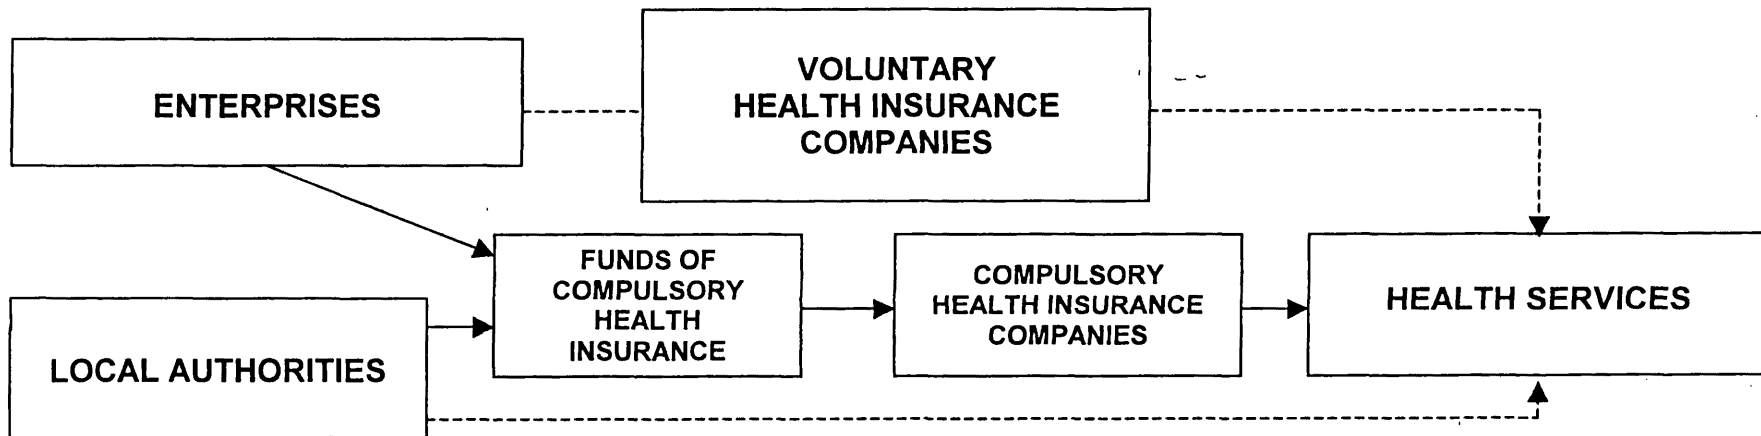 ENTERPRISES
VOLUNTARY
HEALTH INSURANCE
COMPANIES
FUNDS OF
COMPULSORY
HEALTH
INSURANCE
COMPULSORY
HEALTH INSURANCE
COMPANIES
HEALTH SERVICES
LOCAL AUTHORITIES